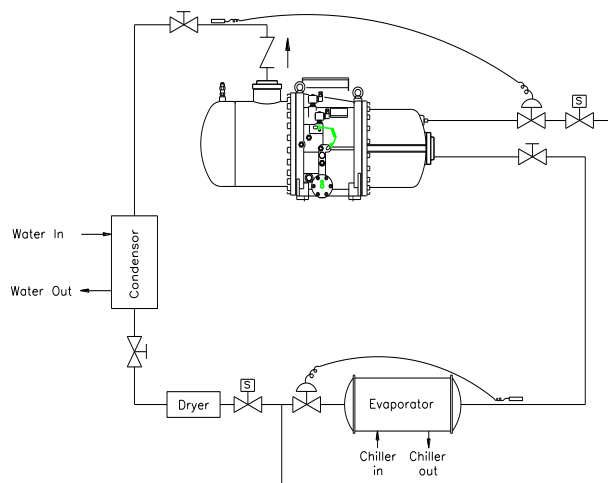 S
Water In
Condensor
Water Out
S
Dryer
Evaporator
Chiller
in
Chiller
out